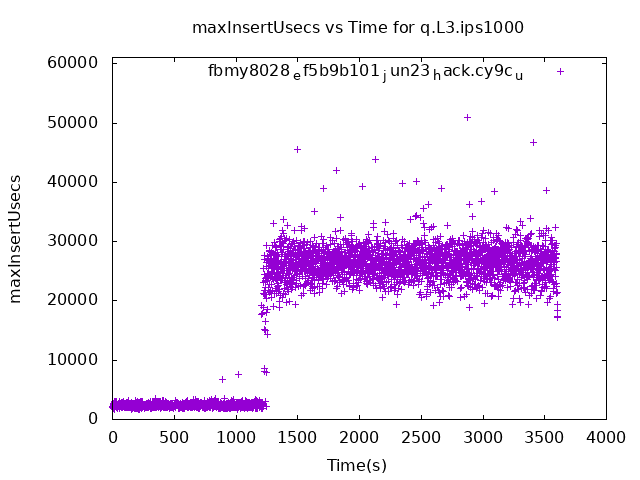 maxInsertUsecs vs Time for q.L3.ips1000
fbmy8028ef5b9b101jun23hack.cy9cu
60000
50000
40000
30000
20000
10000
0
maxInsertUsecs
0 500 1000 1500 2000 2500 3000 3500 4000
Time(s)